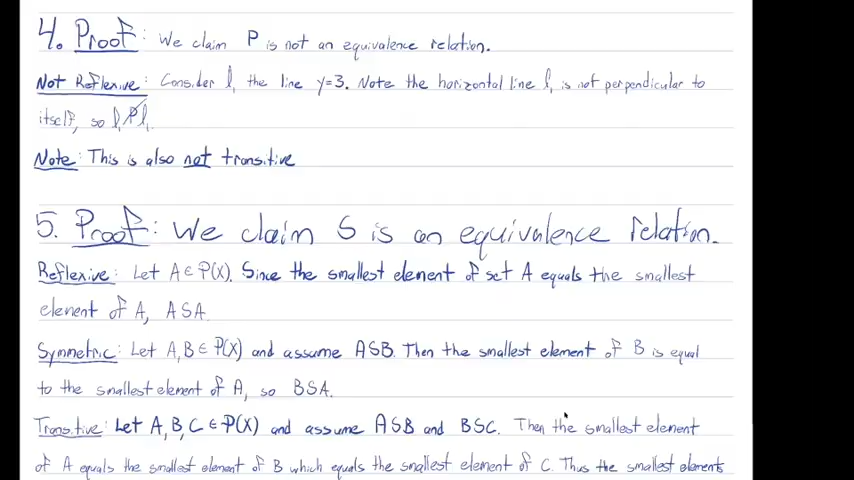 4. Proof: We claim P is not an equivalence relation.
Not Reflexive: Consider l₁ the line y=3. Note the horizontal line l₁ is not perpendicular to
itself, so l₁ P̸ l₁.
Note: This is also not transitive
5. Proof: We claim S is an equivalence relation.
Reflexive: Let A ∈ P(X). Since the smallest element of set A equals the smallest
element of A, ASA.
Symmetric: Let A, B ∈ P(X) and assume ASB. Then the smallest element of B is equal
to the smallest element of A, so BSA.
Transitive: Let A, B, C ∈ P(X) and assume ASB and BSC. Then the smallest element
of A equals the smallest element of B which equals the smallest element of C. Thus the smallest elements